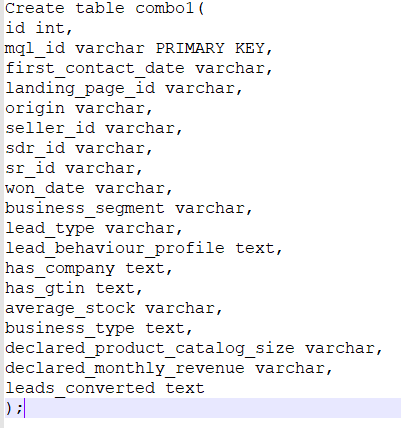 Create table combo1(
id int,
mql_id varchar PRIMARY KEY,
first_contact_date varchar,
landing_page_id varchar,
origin varchar,
seller_id varchar,
sdr_id varchar,
sr_id varchar,
won_date varchar,
business_segment varchar,
lead_type varchar,
lead_behaviour_profile text,
has_company text,
has_gtin text,
average_stock varchar,
business_type text,
declared_product_catalog_size varchar,
declared_monthly_revenue varchar,
leads_converted text
);